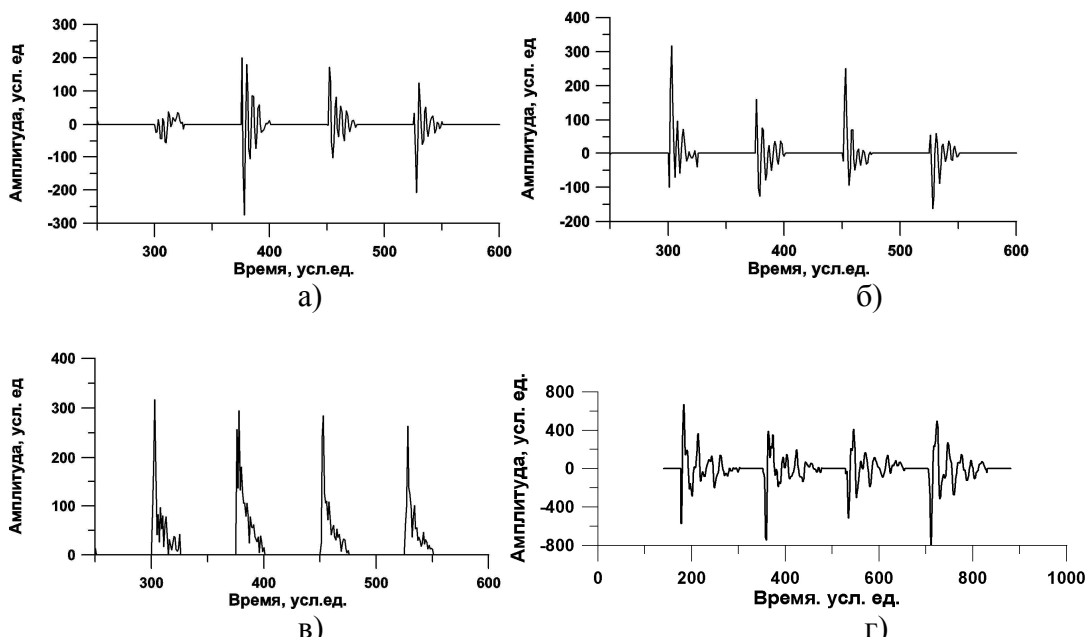 Амплитуда, усл. ед
300
200
100
0
-100
-200
-300
300 400 500 600
Время, усл.ед.
а)
Амплитуда, усл. ед
400
300
200
100
0
-100
-200
300 400 500 600
Время, усл.ед.
б)
Амплитуда, усл. ед
400
300
200
100
0
300 400 500 600
Время, усл.ед.
в)
Амплитуда, усл. ед.
800
400
0
-400
-800
0 200 400 600 800 1000
Время. усл. ед.
г)